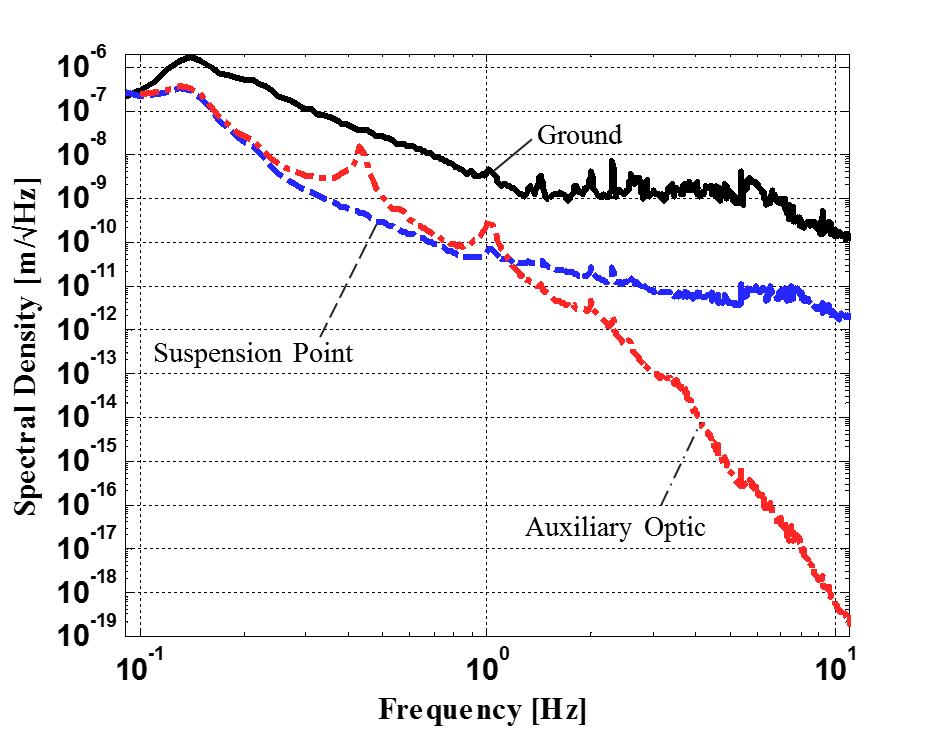 10^-6
10^-7
10^-8
10^-9
10^-10
10^-11
10^-12
10^-13
10^-14
10^-15
10^-16
10^-17
10^-18
10^-19
Spectral Density [m/√Hz]
Ground
Suspension Point
Auxiliary Optic
10^-1 10^0 10^1
Frequency [Hz]